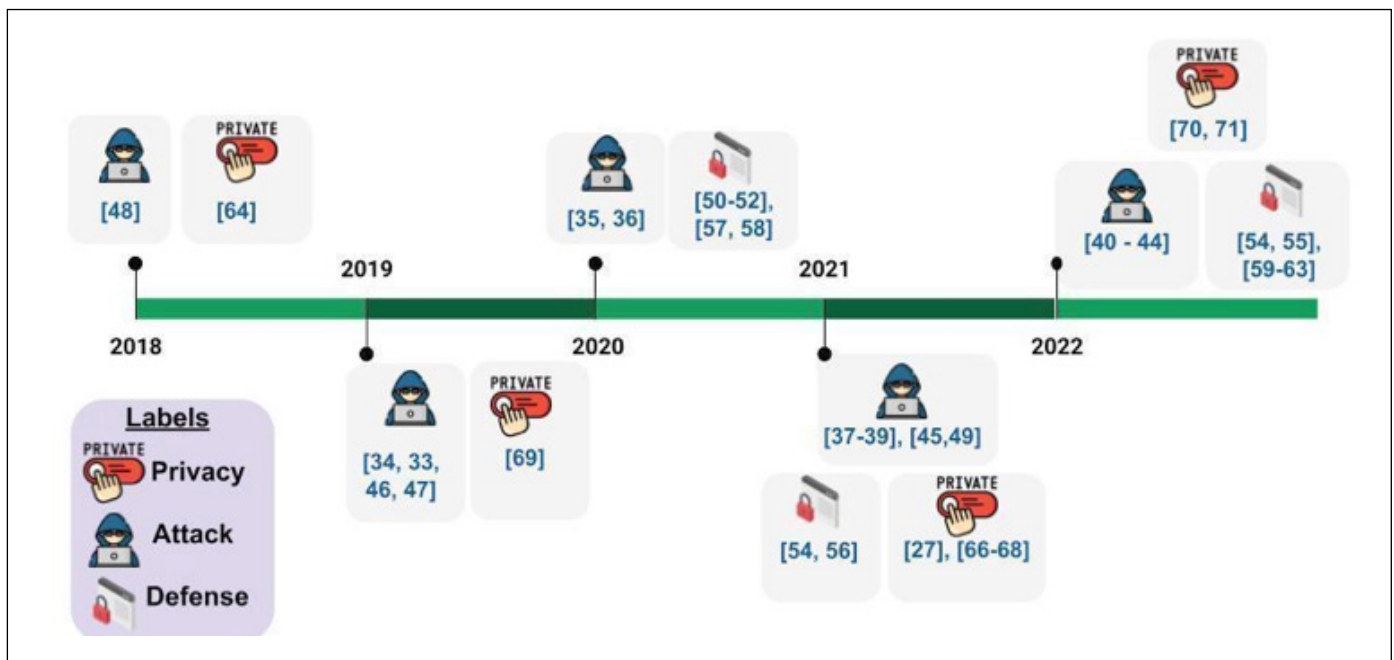 PRIVATE
[70, 71]
PRIVATE
[48]
[64]
[35, 36]
[50-52],
[57, 58]
[40 - 44]
[54, 55],
[59-63]
2019
2021
2018
2020
2022
[34, 33,
46, 47]
PRIVATE
[69]
[37-39], [45,49]
[54, 56]
PRIVATE
[27], [66-68]
Labels
PRIVATE
Privacy
Attack
Defense